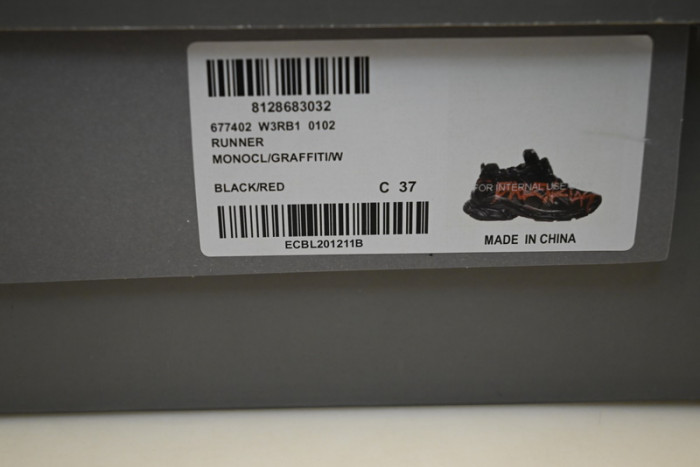 8128683032
677402 W3RB1 0102
RUNNER
MONOCL/GRAFFITI/W
BLACK/RED C 37
FOR INTERNAL USE
ECBL201211B
MADE IN CHINA